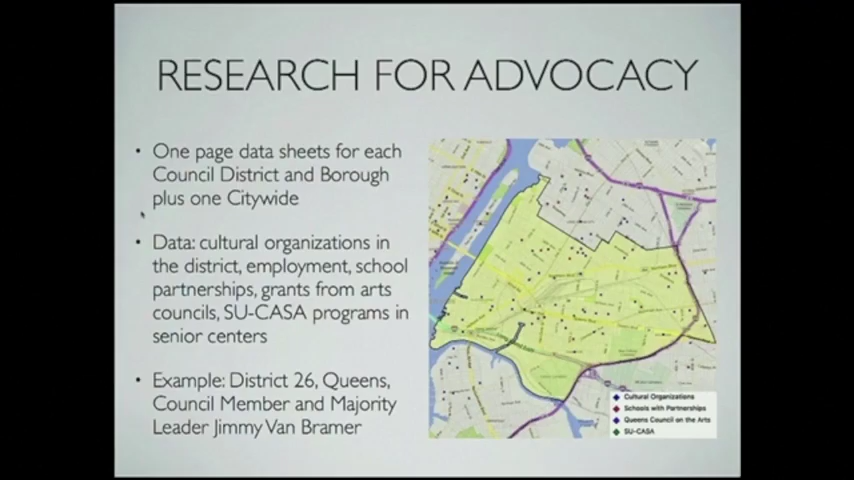 RESEARCH FOR ADVOCACY
• One page data sheets for each
Council District and Borough
plus one Citywide
• Data: cultural organizations in
the district, employment, school
partnerships, grants from arts
councils, SU-CASA programs in
senior centers
• Example: District 26, Queens,
Council Member and Majority
Leader Jimmy Van Bramer
Cultural Organizations
Schools with Partnerships
Queens Council on the Arts
SU-CASA